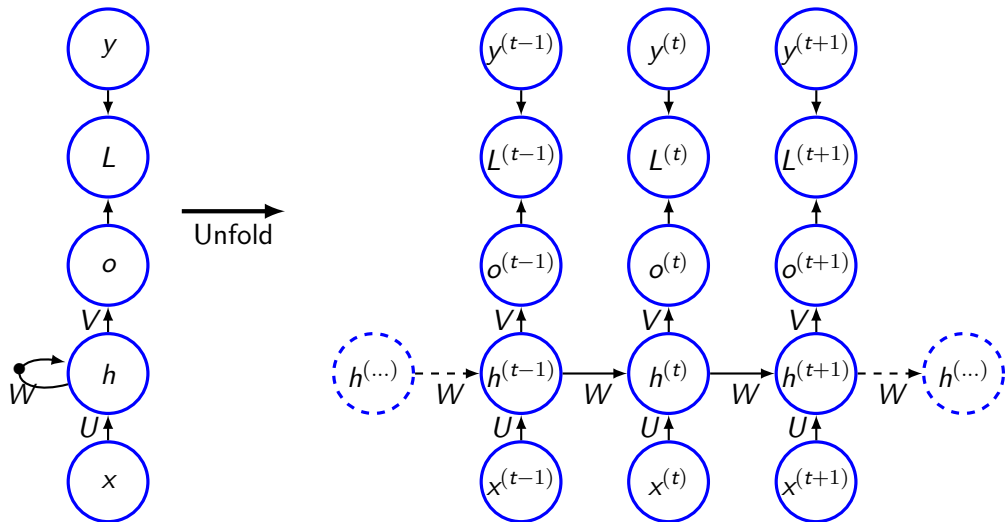 y y^(t−1) y^(t) y^(t+1)
L L^(t−1) L^(t) L^(t+1)
Unfold
o o^(t−1) o^(t) o^(t+1)
V V V V
h h^(...) h^(t−1) h^(t) h^(t+1) h^(...)
W W W W W
U U U U
x x^(t−1) x^(t) x^(t+1)